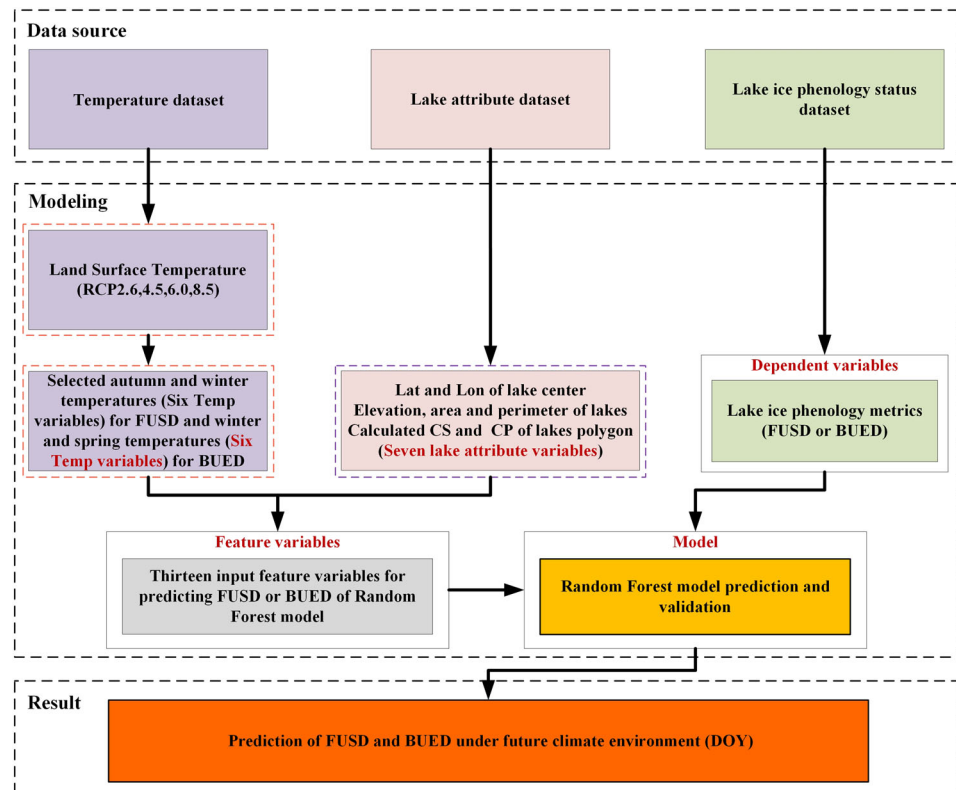 Data source
Temperature dataset
Lake attribute dataset
Lake ice phenology status
dataset
Modeling
Land Surface Temperature
(RCP2.6,4.5,6.0,8.5)
Selected autumn and winter
temperatures (Six Temp
variables) for FUSD and winter
and spring temperatures (Six
Temp variables) for BUED
Lat and Lon of lake center
Elevation, area and perimeter of lakes
Calculated CS and CP of lakes polygon
(Seven lake attribute variables)
Dependent variables
Lake ice phenology metrics
(FUSD or BUED)
Feature variables
Thirteen input feature variables for
predicting FUSD or BUED of Random
Forest model
Model
Random Forest model prediction and
validation
Result
Prediction of FUSD and BUED under future climate environment (DOY)